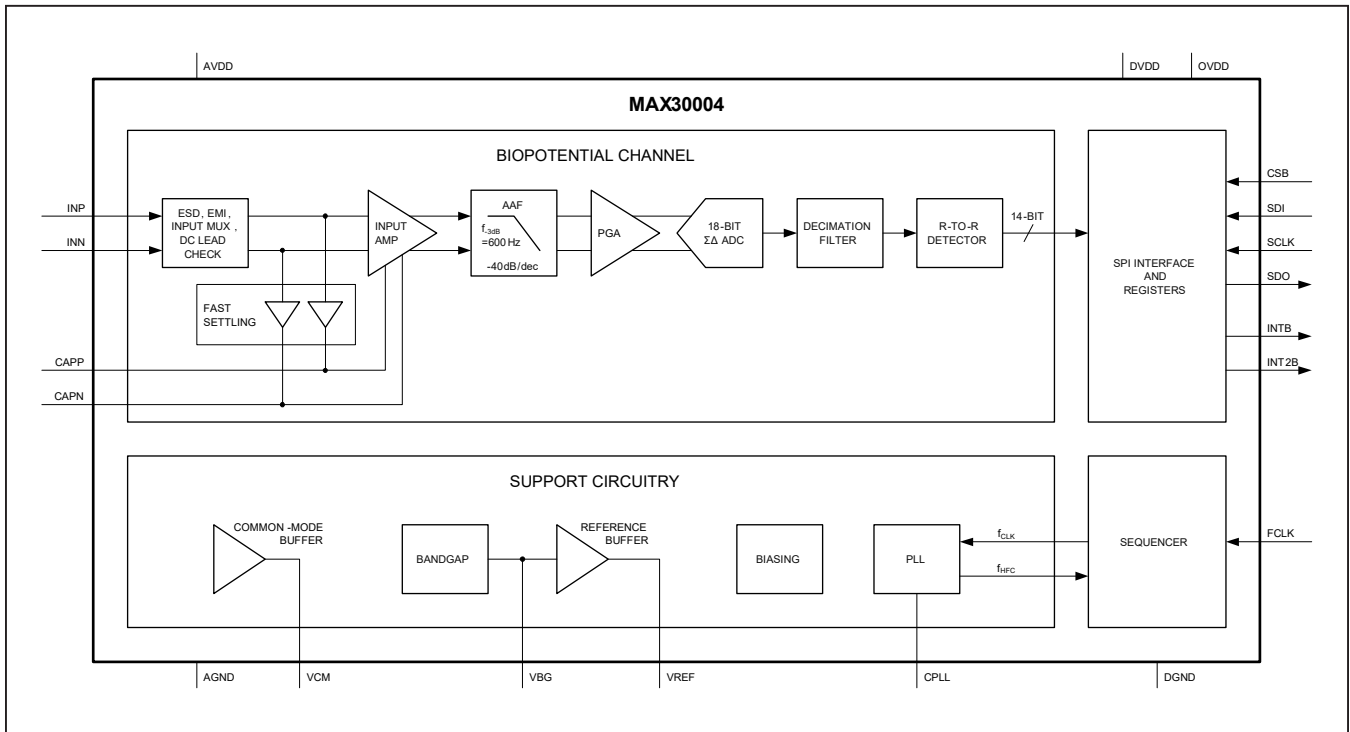 AVDD
DVDD
OVDD
MAX30004
BIOPOTENTIAL CHANNEL
INP
INN
CAPP
CAPN
ESD, EMI ,
INPUT MUX ,
DC LEAD
CHECK
FAST
SETTLING
INPUT
AMP
AAF
f-3dB
=600 Hz
-40dB/dec
PGA
18-BIT
ΣΔ ADC
DECIMATION
FILTER
R-TO-R
DETECTOR
14-BIT
SPI INTERFACE
AND
REGISTERS
CSB
SDI
SCLK
SDO
INTB
INT2B
SUPPORT CIRCUITRY
COMMON -MODE
BUFFER
BANDGAP
REFERENCE
BUFFER
BIASING
PLL
fCLK
fHFC
SEQUENCER
FCLK
AGND
VCM
VBG
VREF
CPLL
DGND